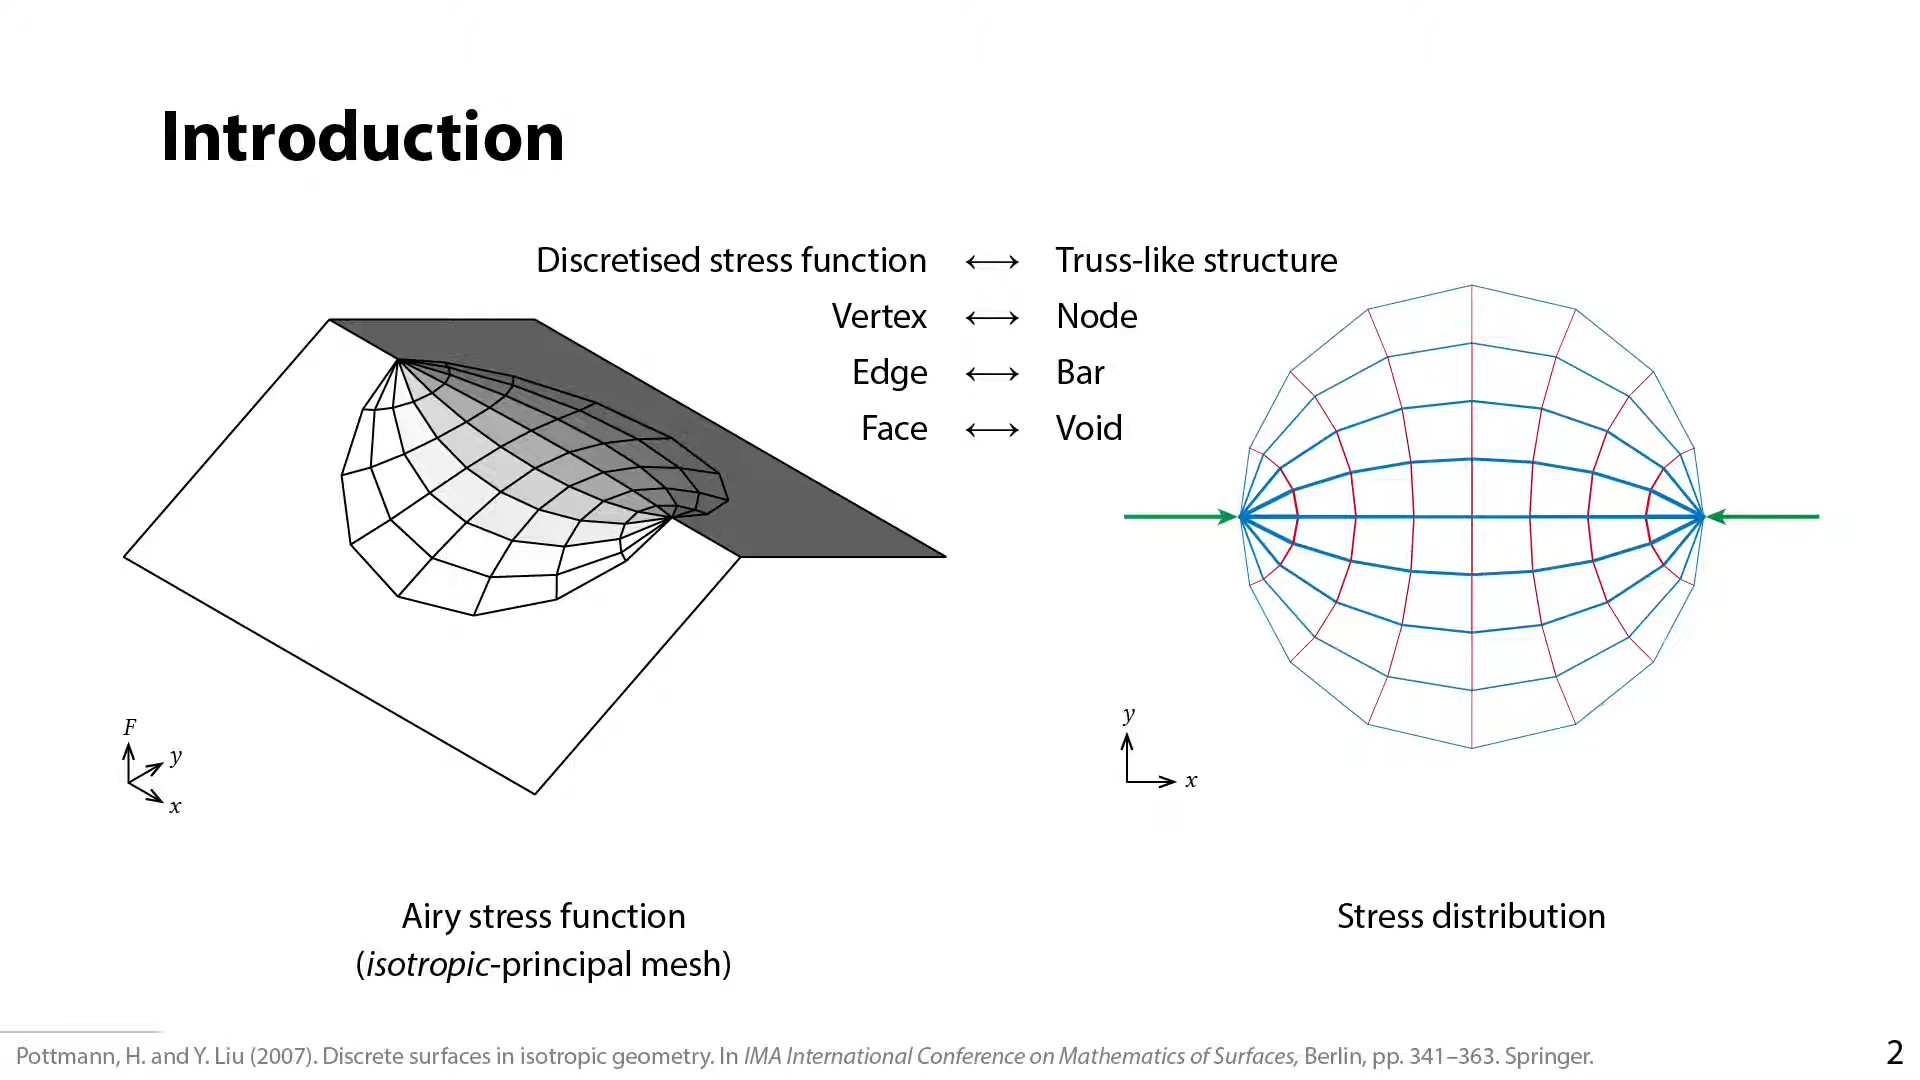 Introduction
Discretised stress function ⟷ Truss-like structure
Vertex ⟷ Node
Edge ⟷ Bar
Face ⟷ Void
F
y
x
y
x
Airy stress function
(isotropic-principal mesh)
Stress distribution
Pottmann, H. and Y. Liu (2007). Discrete surfaces in isotropic geometry. In IMA International Conference on Mathematics of Surfaces, Berlin, pp. 341–363. Springer.
2